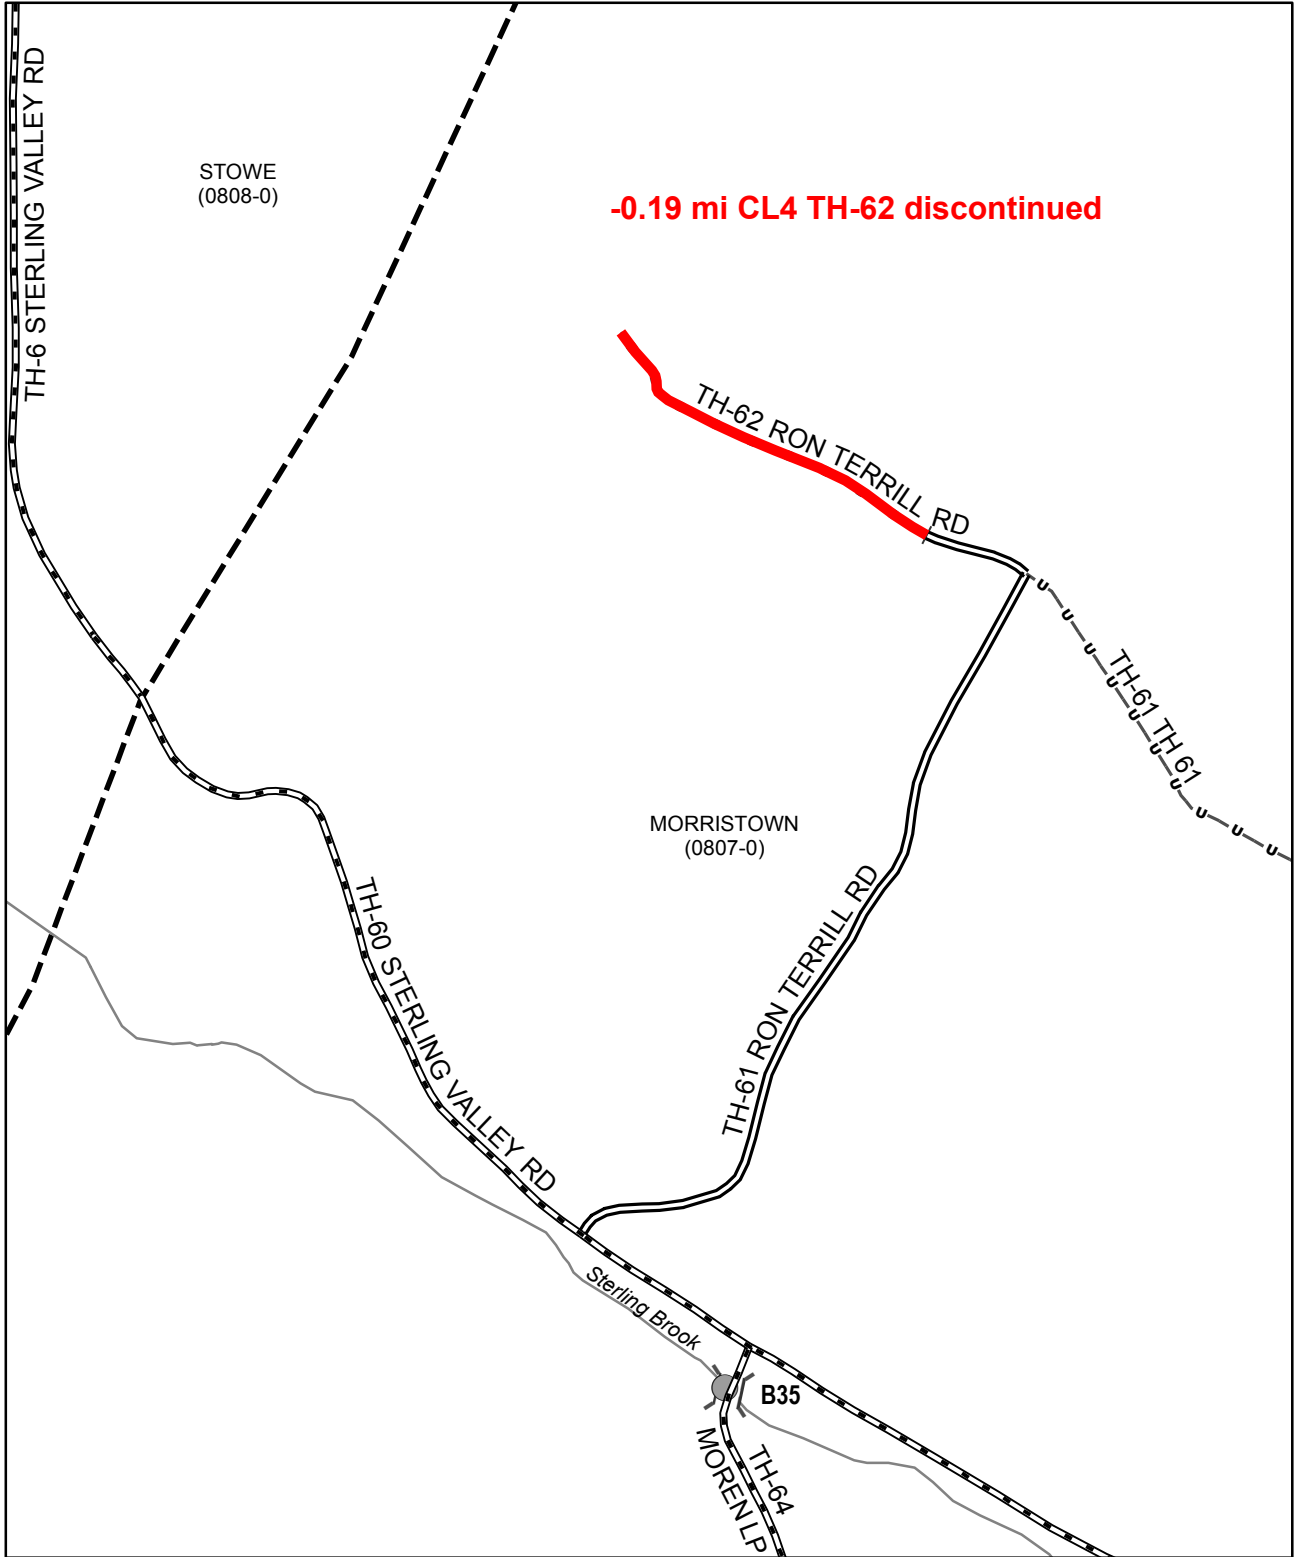 TH-6 STERLING VALLEY RD
STOWE
(0808-0)
-0.19 mi CL4 TH-62 discontinued
TH-62 RON TERRILL RD
U
U
U
U
U
U
U
U
U
U
TH-61 TH 61
MORRISTOWN
(0807-0)
TH-60 STERLING VALLEY RD
TH-61 RON TERRILL RD
Sterling Brook
B35
TH-64
MOREN LP